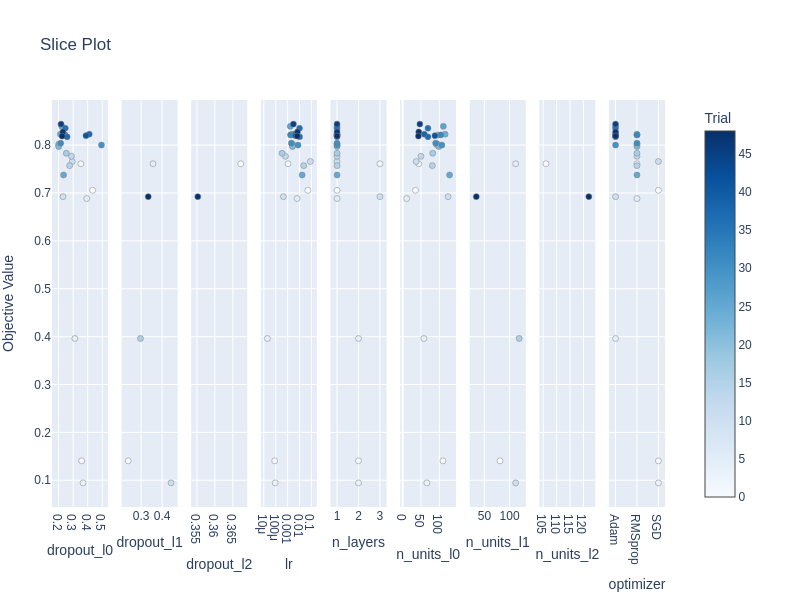 Slice Plot
Trial
Objective Value
0.8
0.7
0.6
0.5
0.4
0.3
0.2
0.1
0.2 0.3 0.4 0.5
dropout_l0
0.3 0.4
dropout_l1
0.355 0.36 0.365
dropout_l2
10μ 100μ 0.001 0.01 0.1
lr
1 2 3
n_layers
0 50 100
n_units_l0
50 100
n_units_l1
105 110 115 120
n_units_l2
Adam RMSprop SGD
optimizer
45
40
35
30
25
20
15
10
5
0